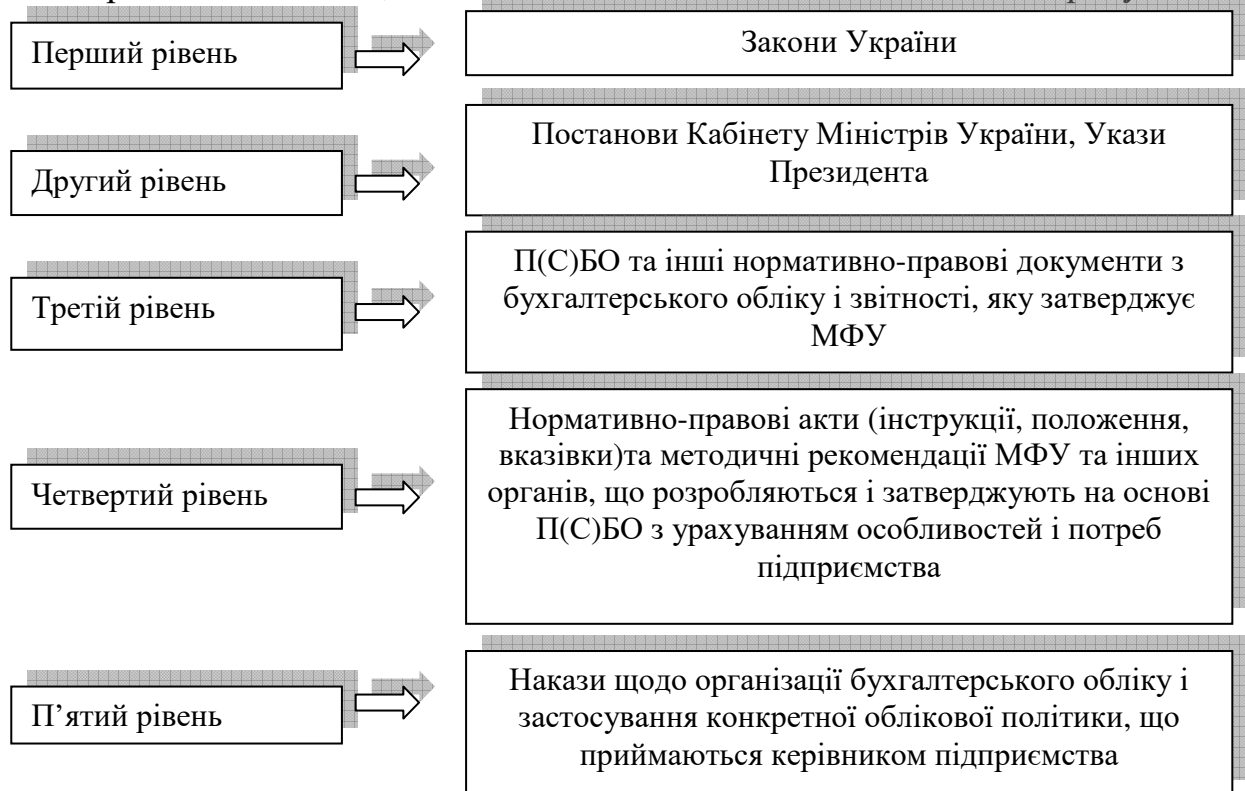 Перший рівень
Закони України
Другий рівень
Постанови Кабінету Міністрів України, Укази
Президента
Третій рівень
П(С)БО та інші нормативно-правові документи з
бухгалтерського обліку і звітності, яку затверджує
МФУ
Четвертий рівень
Нормативно-правові акти (інструкції, положення,
вказівки)та методичні рекомендації МФУ та інших
органів, що розробляються і затверджують на основі
П(С)БО з урахуванням особливостей і потреб
підприємства
П’ятий рівень
Накази щодо організації бухгалтерського обліку і
застосування конкретної облікової політики, що
приймаються керівником підприємства